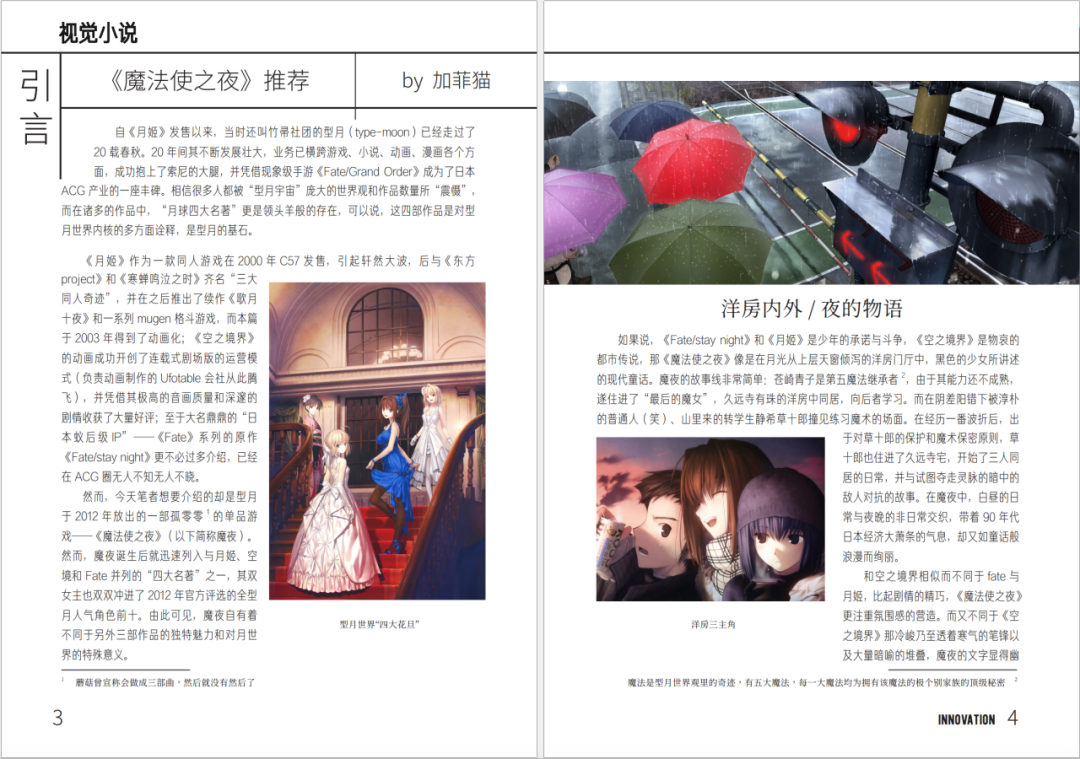 视觉小说
引言
《魔法使之夜》推荐
by 加菲猫
自《月姬》发售以来，当时还叫竹帚社团的型月（type-moon）已经走过了
20 载春秋。20 年间其不断发展壮大，业务已横跨游戏、小说、动画、漫画各个方
面，成功抱上了索尼的大腿，并凭借现象级手游《Fate/Grand Order》成为了日本
ACG 产业的一座丰碑。相信很多人都被“型月宇宙”庞大的世界观和作品数量所“震慑”，
而在诸多的作品中，“月球四大名著”更是领头羊般的存在，可以说，这四部作品是对型
月世界内核的多方面诠释，是型月的基石。
《月姬》作为一款同人游戏在 2000 年 C57 发售，引起轩然大波，后与《东方
project》和《寒蝉鸣泣之时》齐名“三大
同人奇迹”，并在之后推出了续作《歌月
十夜》和一系列 mugen 格斗游戏，而本篇
于 2003 年得到了动画化；《空之境界》
的动画成功开创了连载式剧场版的运营模
式（负责动画制作的 Ufotable 会社从此腾
飞），并凭借其极高的音画质量和深邃的
剧情收获了大量好评；至于大名鼎鼎的“日
本蚁后级 IP”——《Fate》系列的原作
《Fate/stay night》更不必过多介绍，已经
在 ACG 圈无人不知无人不晓。
然而，今天笔者想要介绍的却是型月
于 2012 年放出的一部孤零零¹的单品游
戏——《魔法使之夜》（以下简称魔夜）。
然而，魔夜诞生后就迅速列入与月姬、空
境和 Fate 并列的“四大名著”之一，其双
女主也双双冲进了 2012 年官方评选的全型
月人气角色前十。由此可见，魔夜自有着
不同于另外三部作品的独特魅力和对月世
界的特殊意义。
型月世界“四大花旦”
1 蘑菇曾宣称会做成三部曲，然后就没有然后了
3
洋房内外 / 夜的物语
如果说，《Fate/stay night》和《月姬》是少年的承诺与斗争，《空之境界》是物哀的
都市传说，那《魔法使之夜》像是在月光从上层天窗倾泻的洋房门厅中，黑色的少女所讲述
的现代童话。魔夜的故事线非常简单：苍崎青子是第五魔法继承者²，由于其能力还不成熟，
遂住进了“最后的魔女”，久远寺有珠的洋房中同居，向后者学习。而在阴差阳错下被淳朴
的普通人（笑）、山里来的转学生静希草十郎撞见练习魔术的场面。在经历一番波折后，出
于对草十郎的保护和魔术保密原则，草
十郎也住进了久远寺宅，开始了三人同
居的日常，并与试图夺走灵脉的暗中的
敌人对抗的故事。在魔夜中，白昼的日
常与夜晚的非日常交织，带着 90 年代
日本经济大萧条的气息，却又如童话般
浪漫而绚丽。
和空之境界相似而不同于 fate 与
月姬，比起剧情的精巧，《魔法使之夜》
更注重氛围感的营造。而又不同于《空
之境界》那冷峻乃至透着寒气的笔锋以
及大量暗喻的堆叠，魔夜的文字显得幽
洋房三主角
魔法是型月世界观里的奇迹，有五大魔法，每一大魔法均为拥有该魔法的极个别家族的顶级秘密 2
INNOVATION 4